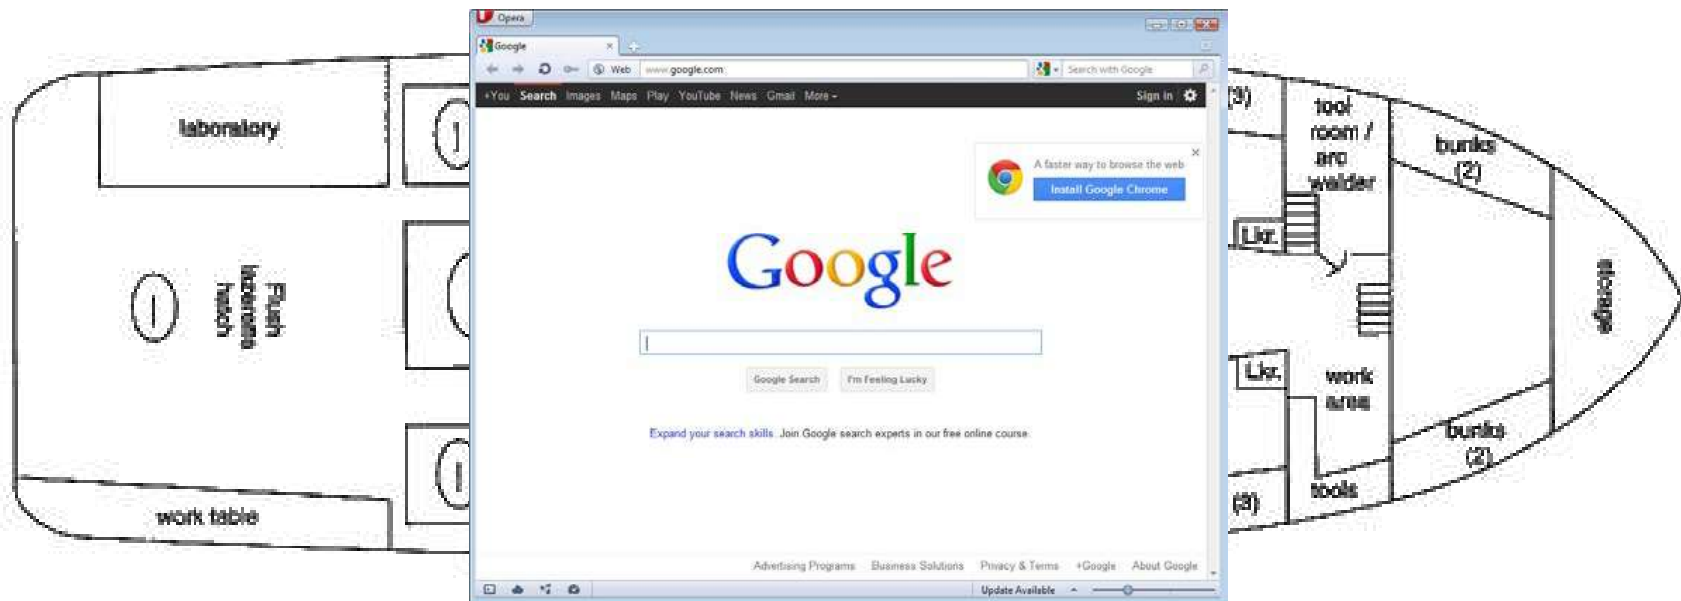 Opera
Google
Web www.google.com
Search with Google
+You Search Images Maps Play YouTube News Gmail More
Sign in
A faster way to browse the web
Install Google Chrome
Google
Google Search I'm Feeling Lucky
Expand your search skills. Join Google search experts in our free online course.
Advertising Programs Business Solutions Privacy & Terms +Google About Google
Update Available
laboratory
Flush
hatch
work table
(3)
tool
room /
arc
welder
bunks
(2)
Lkr.
storage
Lkr.
work
area
bunks
(2)
tools
(3)